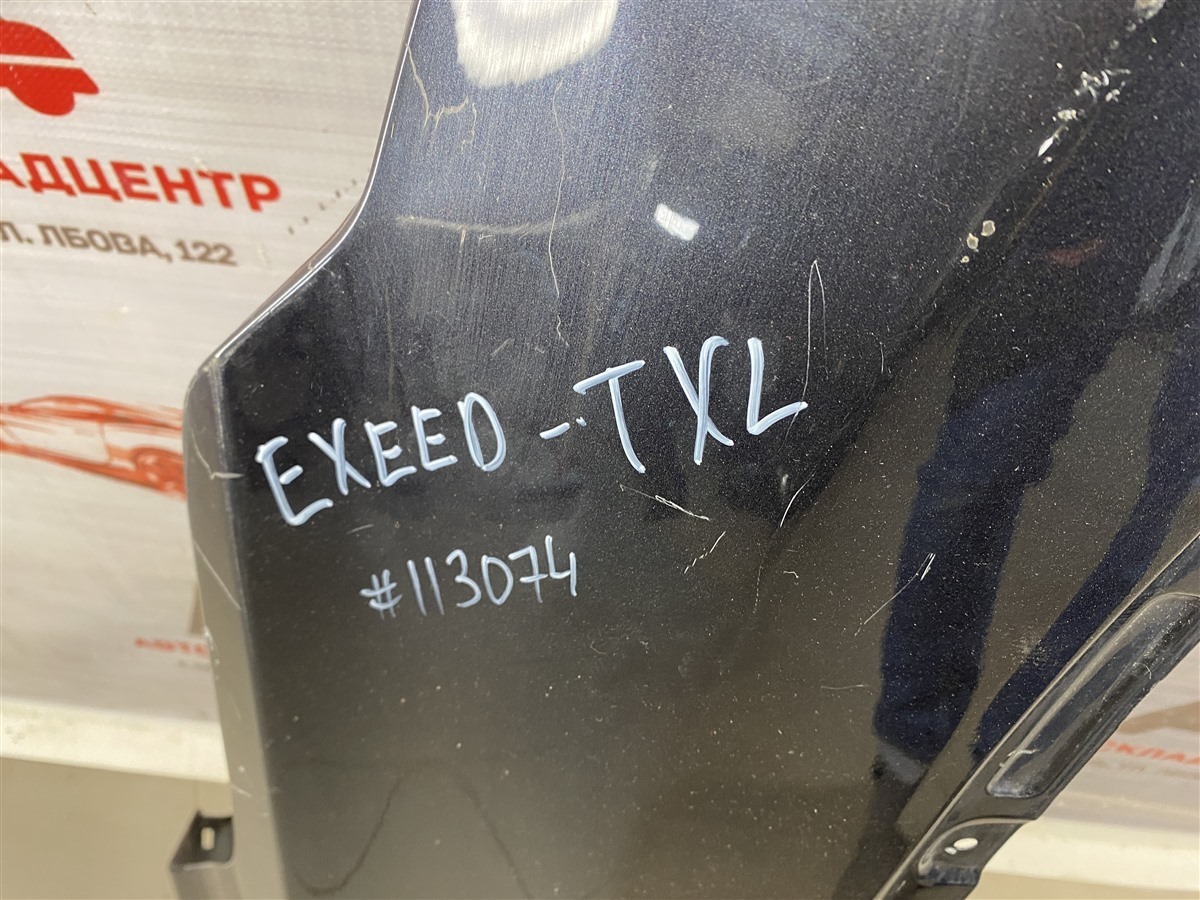 АДЦЕНТР
Л. ЛБОВА, 122
EXEED - TXL
#113074